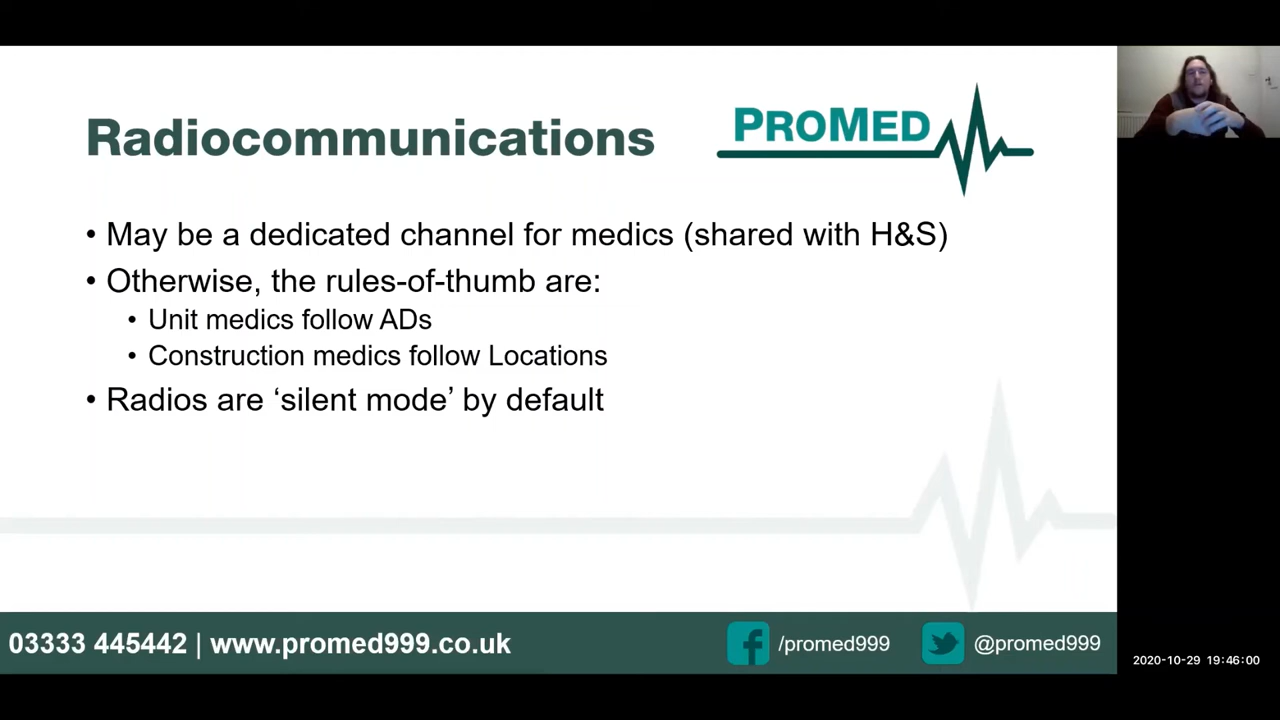 Radiocommunications
PROMED
• May be a dedicated channel for medics (shared with H&S)
• Otherwise, the rules-of-thumb are:
• Unit medics follow ADs
• Construction medics follow Locations
• Radios are ‘silent mode’ by default
03333 445442 | www.promed999.co.uk
/promed999
@promed999
2020-10-29 19:46:00